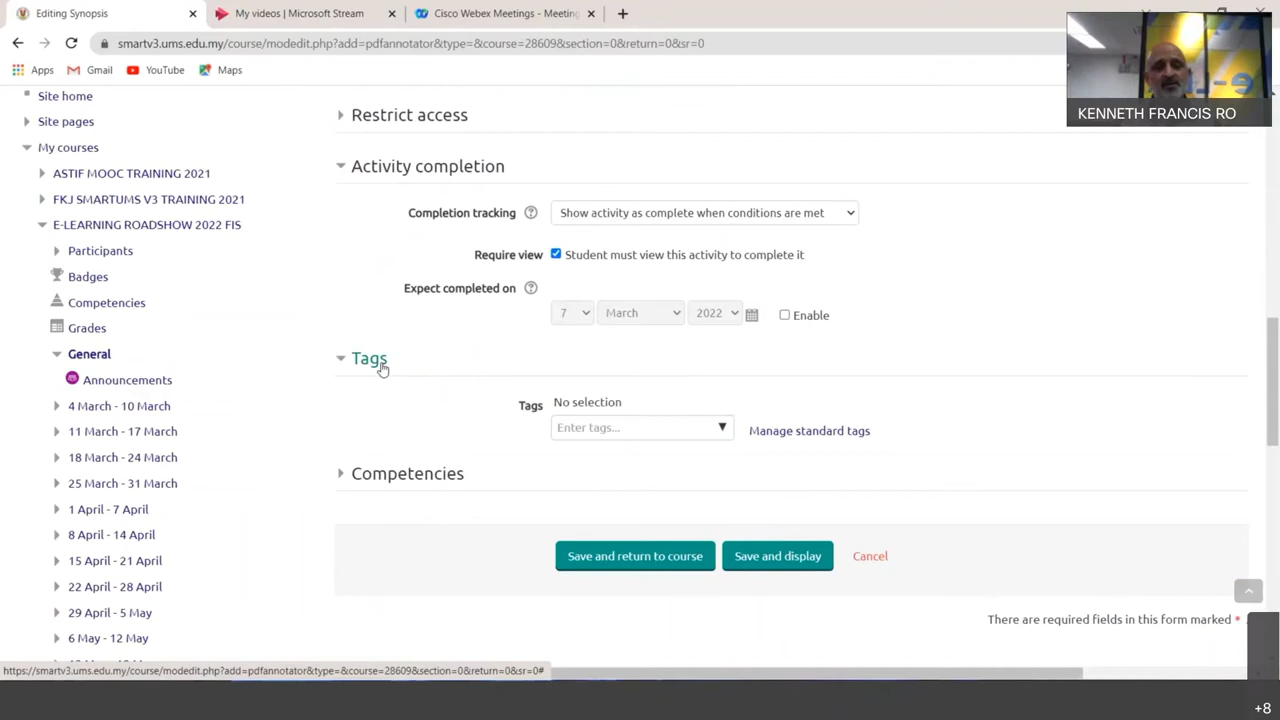 Editing Synopsis
My videos | Microsoft Stream
Cisco Webex Meetings - Meeting
smartv3.ums.edu.my/course/modedit.php?add=pdfannotator&type=&course=28609&section=0&return=0&sr=0
Apps
Gmail
YouTube
Maps
KENNETH FRANCIS RO
Site home
Site pages
My courses
ASTIF MOOC TRAINING 2021
FKJ SMARTUMS V3 TRAINING 2021
E-LEARNING ROADSHOW 2022 FIS
Participants
Badges
Competencies
Grades
General
Announcements
4 March - 10 March
11 March - 17 March
18 March - 24 March
25 March - 31 March
1 April - 7 April
8 April - 14 April
15 April - 21 April
22 April - 28 April
29 April - 5 May
6 May - 12 May
Restrict access
Activity completion
Completion tracking
Show activity as complete when conditions are met
Require view
Student must view this activity to complete it
Expect completed on
7 March 2022 Enable
Tags
Tags
No selection
Enter tags...
Manage standard tags
Competencies
Save and return to course
Save and display
Cancel
There are required fields in this form marked *
https://smartv3.ums.edu.my/course/modedit.php?add=pdfannotator&type=&course=28609&section=0&return=0&sr=0#
+8